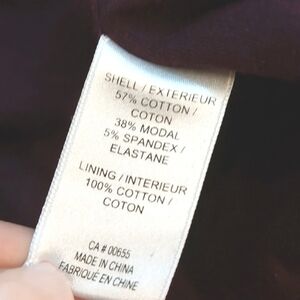 SHELL / EXTERIEUR
57% COTTON /
COTON
38% MODAL
5% SPANDEX /
ELASTANE
LINING / INTERIEUR
100% COTTON /
COTON
CA # 00655
MADE IN CHINA
FABRIQUÉ EN CHINE